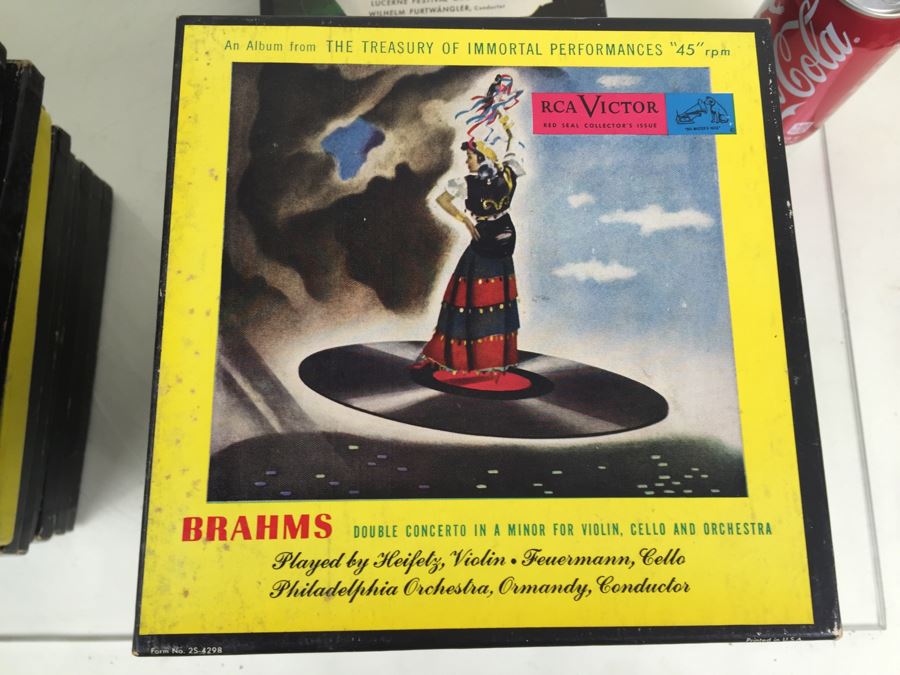 LUCERNE FESTIVAL
WILHELM FURTWÄNGLER, Conductor
An Album from THE TREASURY OF IMMORTAL PERFORMANCES "45" rpm
RCA VICTOR
RED SEAL COLLECTOR'S ISSUE
"HIS MASTER'S VOICE"
Coca-Cola
BRAHMS DOUBLE CONCERTO IN A MINOR FOR VIOLIN, CELLO AND ORCHESTRA
Played by Heifetz, Violin • Feuermann, Cello
Philadelphia Orchestra, Ormandy, Conductor
Form No. 2S-4298
Printed in U.S.A.